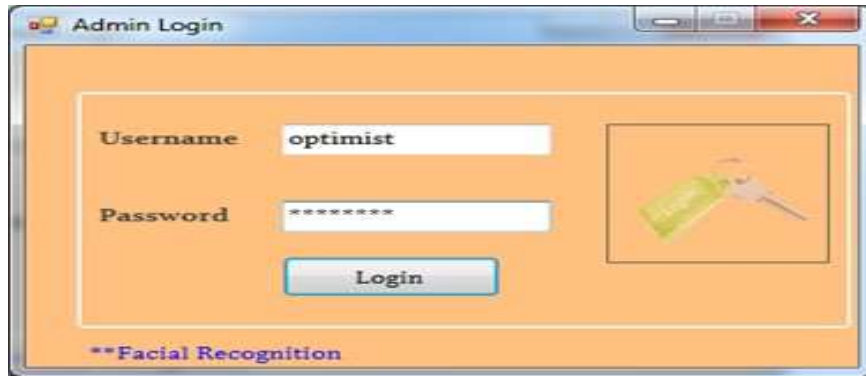 Admin Login
Username optimist
Password ********
Login
**Facial Recognition